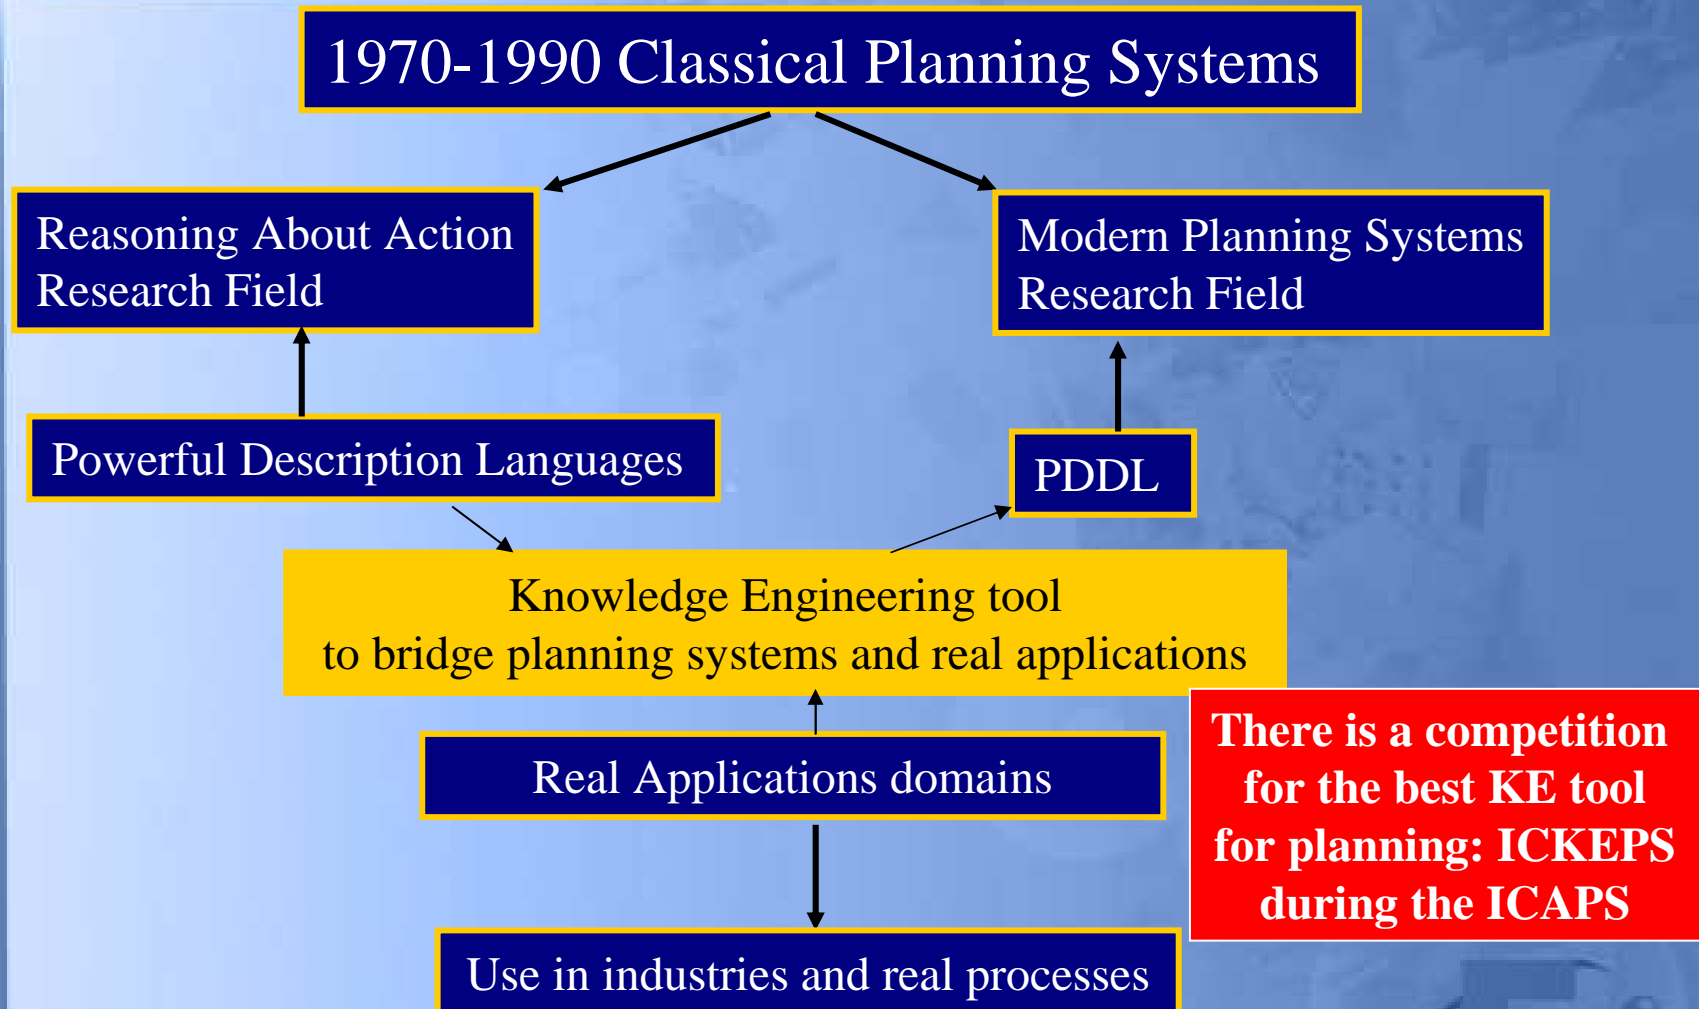 1970-1990 Classical Planning Systems
Reasoning About Action
Research Field
Modern Planning Systems
Research Field
Powerful Description Languages
PDDL
Knowledge Engineering tool
to bridge planning systems and real applications
Real Applications domains
There is a competition
for the best KE tool
for planning: ICKEPS
during the ICAPS
Use in industries and real processes